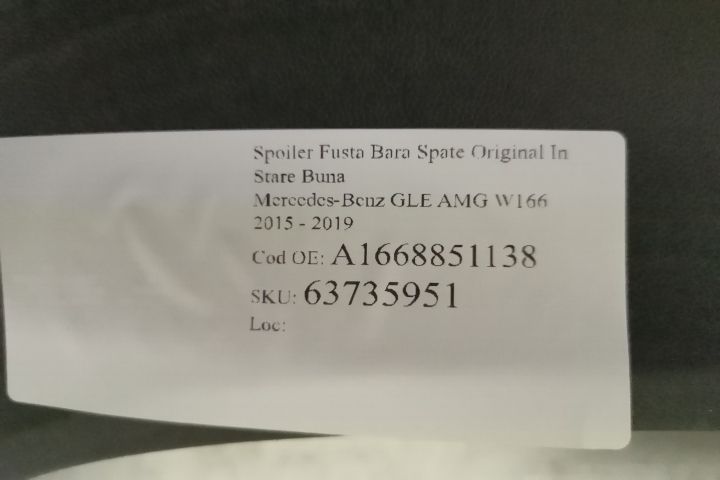 Spoiler Fusta Bara Spate Original In
Stare Buna
Mercedes-Benz GLE AMG W166
2015 - 2019
Cod OE: A1668851138
SKU: 63735951
Loc: